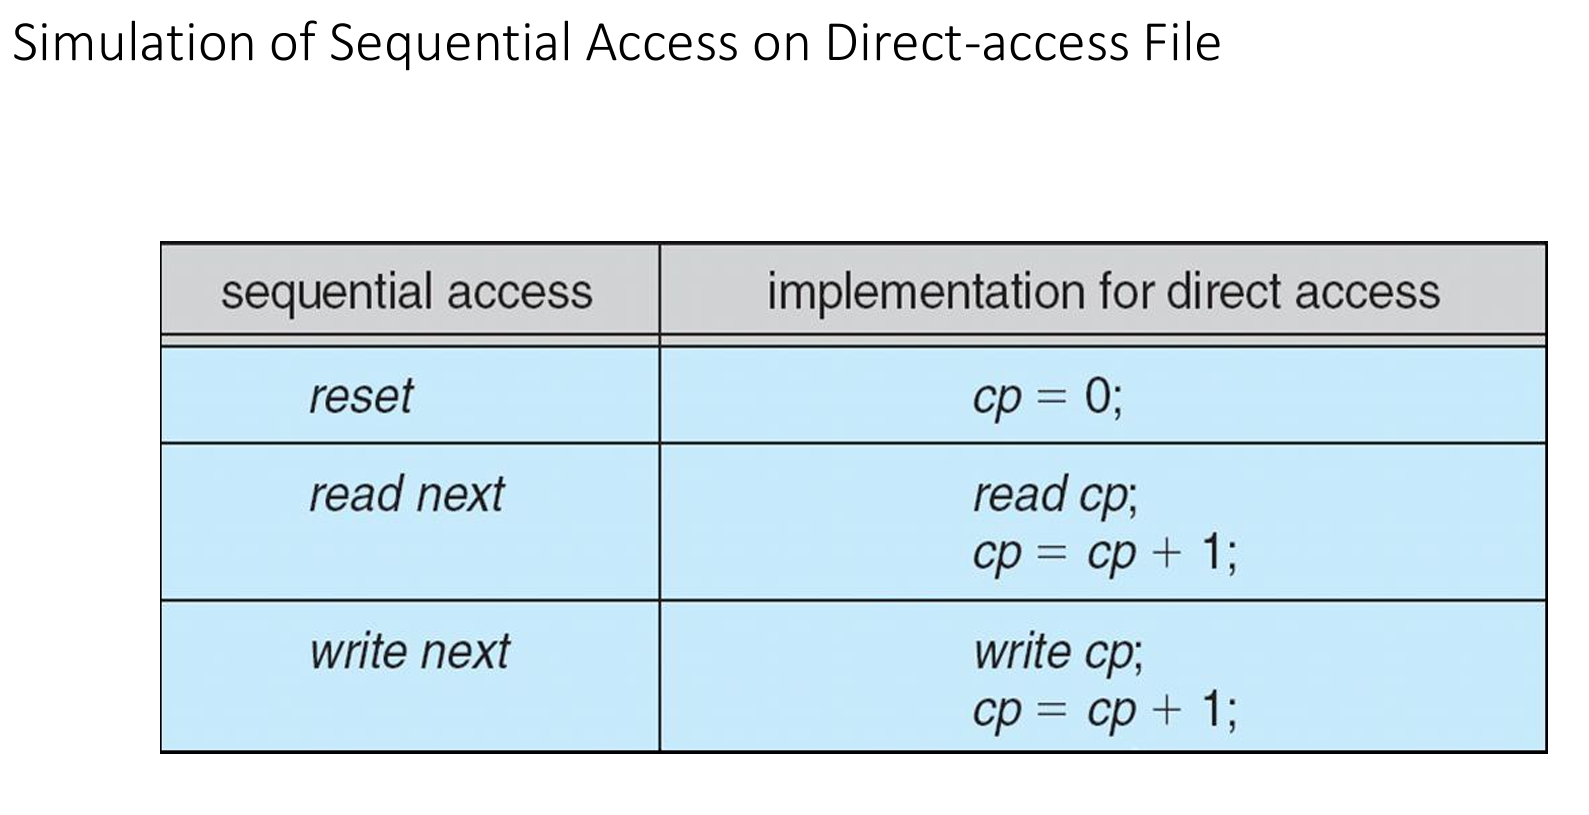 Simulation of Sequential Access on Direct-access File
sequential access
implementation for direct access
reset
cp = 0;
read next
read cp;
cp = cp + 1;
write next
write cp;
cp = cp + 1;